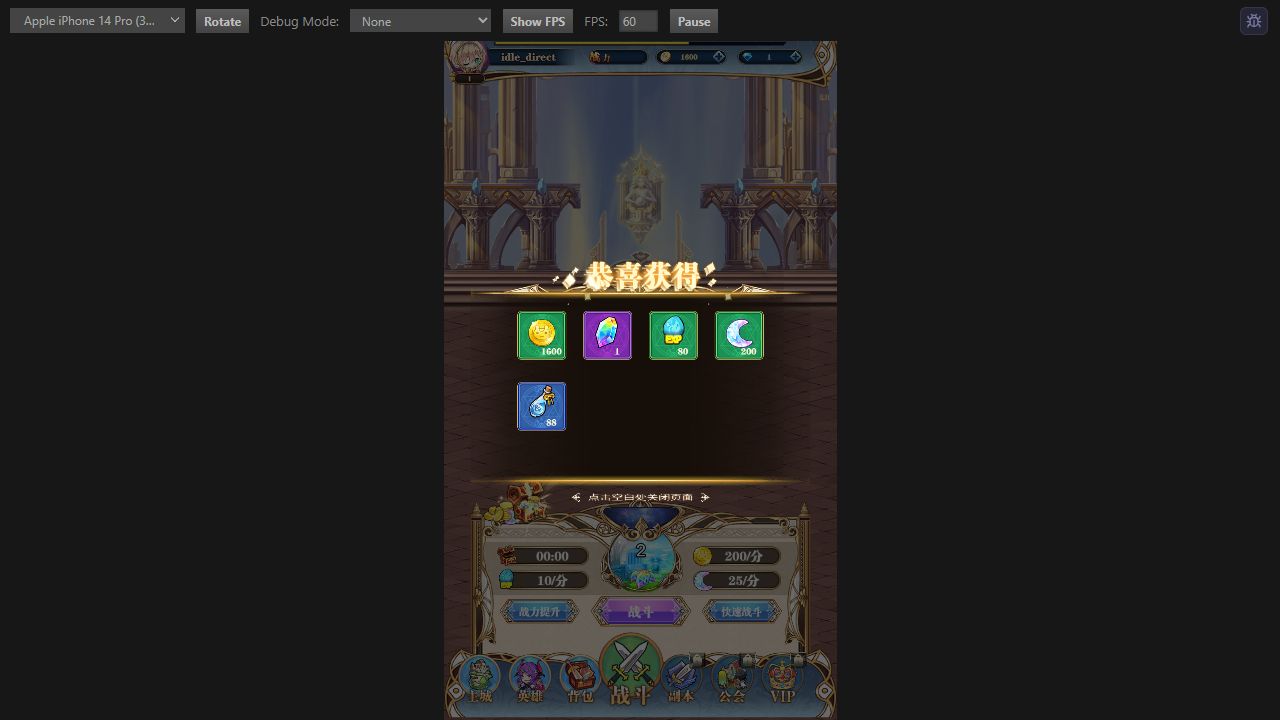 Apple iPhone 14 Pro (3... Rotate Debug Mode: None Show FPS FPS: 60 Pause
idle_direct 战力 1600 1
1
恭喜获得
1600 1 80 200
88
点击空白处关闭页面
2
00:00 200/分
10/分 25/分
战力提升 战斗 快速战斗
主城 英雄 背包 战斗 副本 公会 VIP